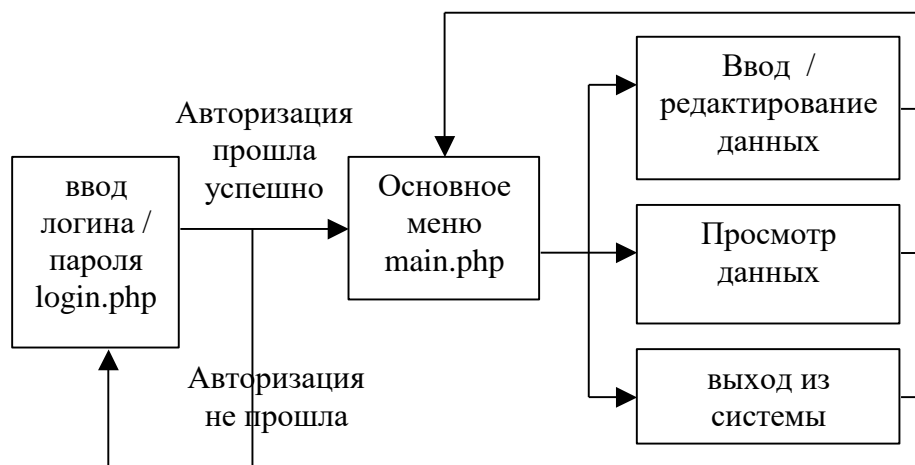 Авторизация
прошла
успешно
ввод
логина /
пароля
login.php
Основное
меню
main.php
Ввод /
редактирование
данных
Просмотр
данных
Авторизация
не прошла
выход из
системы